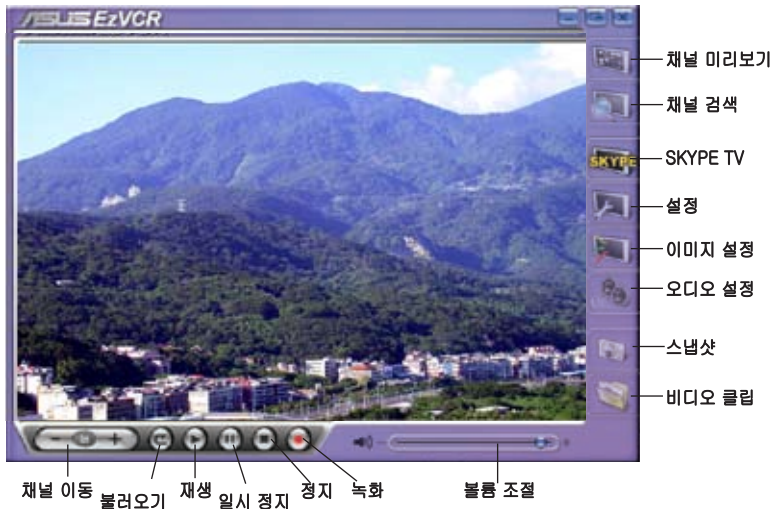 ASUS EzVCR
채널 미리보기
채널 검색
SKYPE
SKYPE TV
설정
이미지 설정
오디오 설정
스냅샷
비디오 클립
채널 이동
불러오기
재생
일시 정지
정지
녹화
볼륨 조절